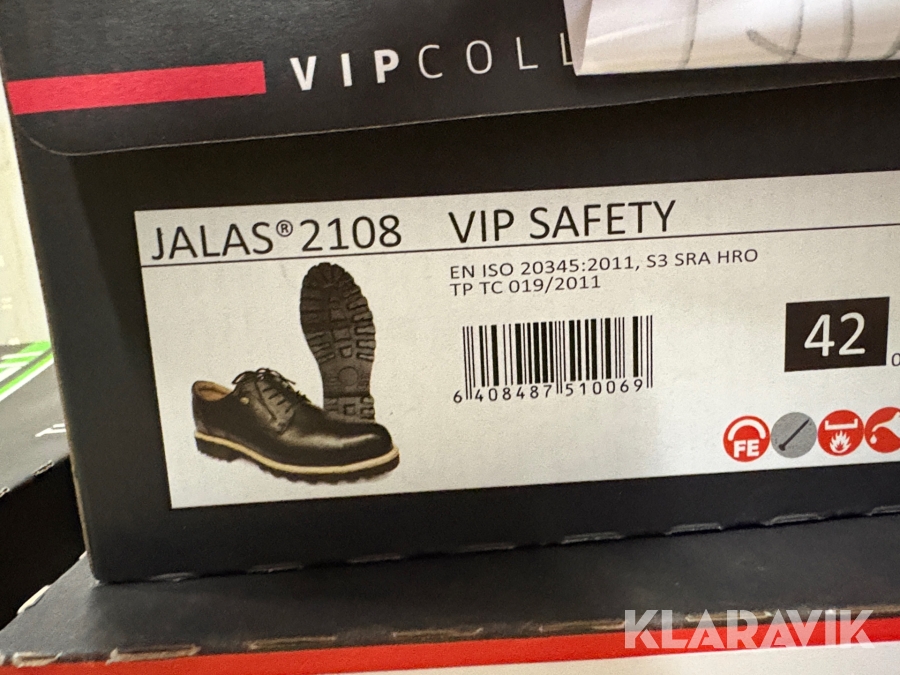 VIPCOLL
JALAS® 2108 VIP SAFETY
EN ISO 20345:2011, S3 SRA HRO
TP TC 019/2011
42
6 408487 510069
FE
KLARAVIK